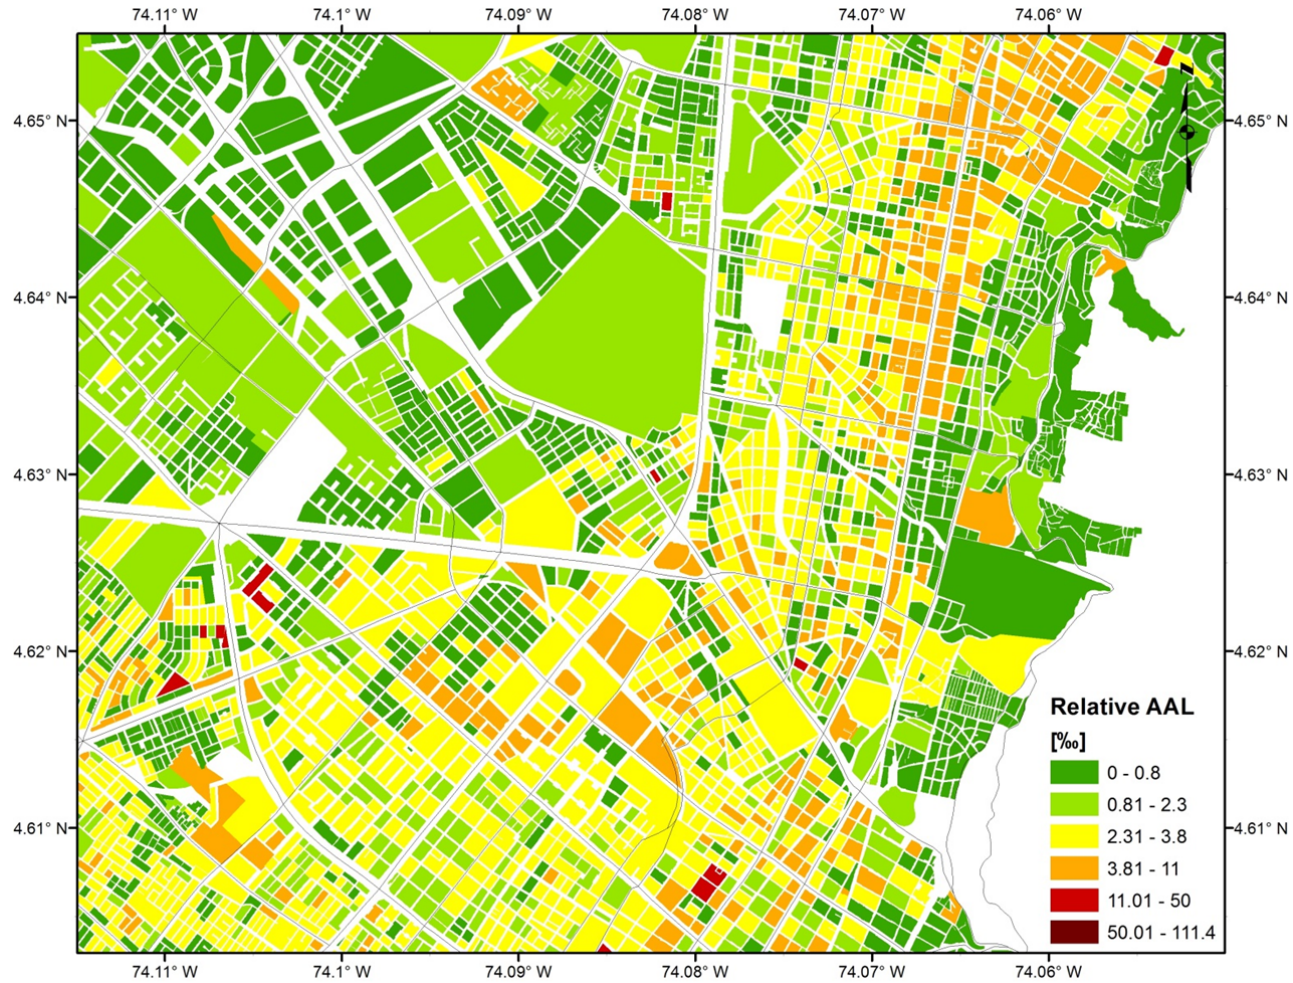 74.11° W 74.1° W 74.09° W 74.08° W 74.07° W 74.06° W
4.65° N 4.65° N
4.64° N 4.64° N
4.63° N 4.63° N
4.62° N 4.62° N
4.61° N 4.61° N
Relative AAL
[‰]
0 - 0.8
0.81 - 2.3
2.31 - 3.8
3.81 - 11
11.01 - 50
50.01 - 111.4
74.11° W 74.1° W 74.09° W 74.08° W 74.07° W 74.06° W